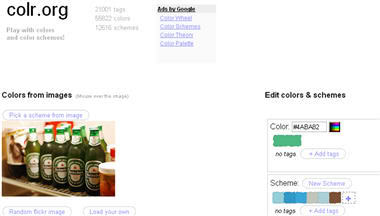 colr.org
Play with colors
and color schemes!
21001 tags
55822 colors
12616 schemes
Ads by Google
Color Wheel
Color Schemes
Color Theory
Color Palette
Colors from images (Mouse over the image)
Pick a scheme from image
Random flickr image
Load your own
Edit colors & schemes
Color: #4ABA82
no tags + Add tags
Scheme: New Scheme
+
no tags + Add tags